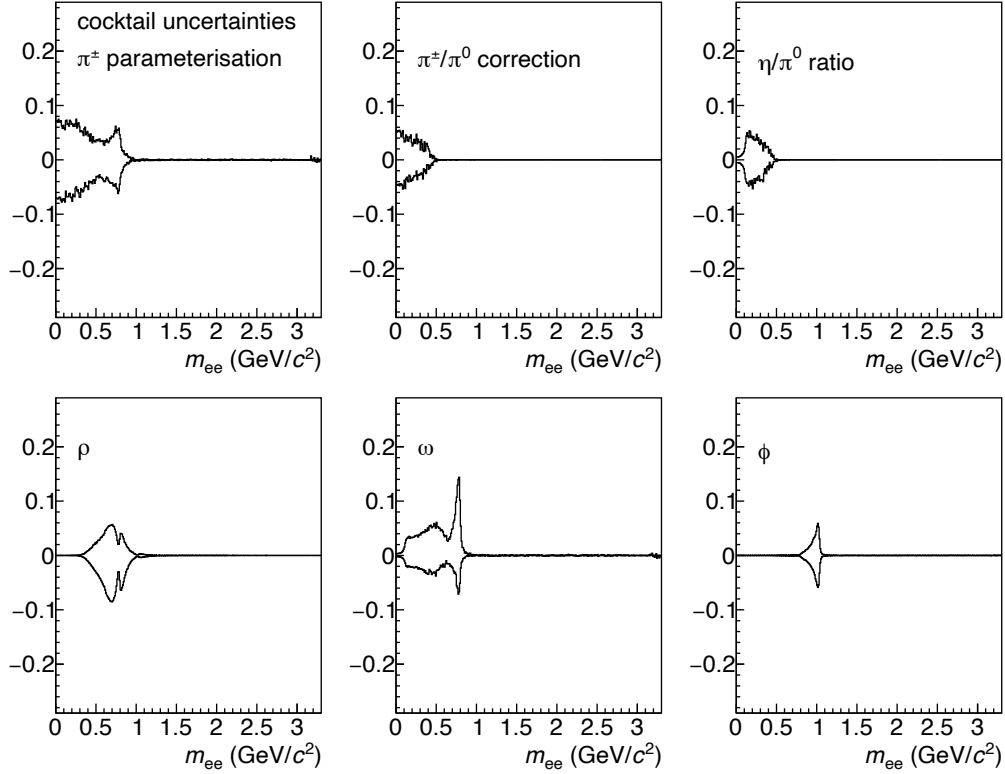 cocktail uncertainties
π± parameterisation
0.2
0.1
0
−0.1
−0.2
0 0.5 1 1.5 2 2.5 3
mee (GeV/c²)
π±/π⁰ correction
0.2
0.1
0
−0.1
−0.2
0 0.5 1 1.5 2 2.5 3
mee (GeV/c²)
η/π⁰ ratio
0.2
0.1
0
−0.1
−0.2
0 0.5 1 1.5 2 2.5 3
mee (GeV/c²)
ρ
0.2
0.1
0
−0.1
−0.2
0 0.5 1 1.5 2 2.5 3
mee (GeV/c²)
ω
0.2
0.1
0
−0.1
−0.2
0 0.5 1 1.5 2 2.5 3
mee (GeV/c²)
ϕ
0.2
0.1
0
−0.1
−0.2
0 0.5 1 1.5 2 2.5 3
mee (GeV/c²)